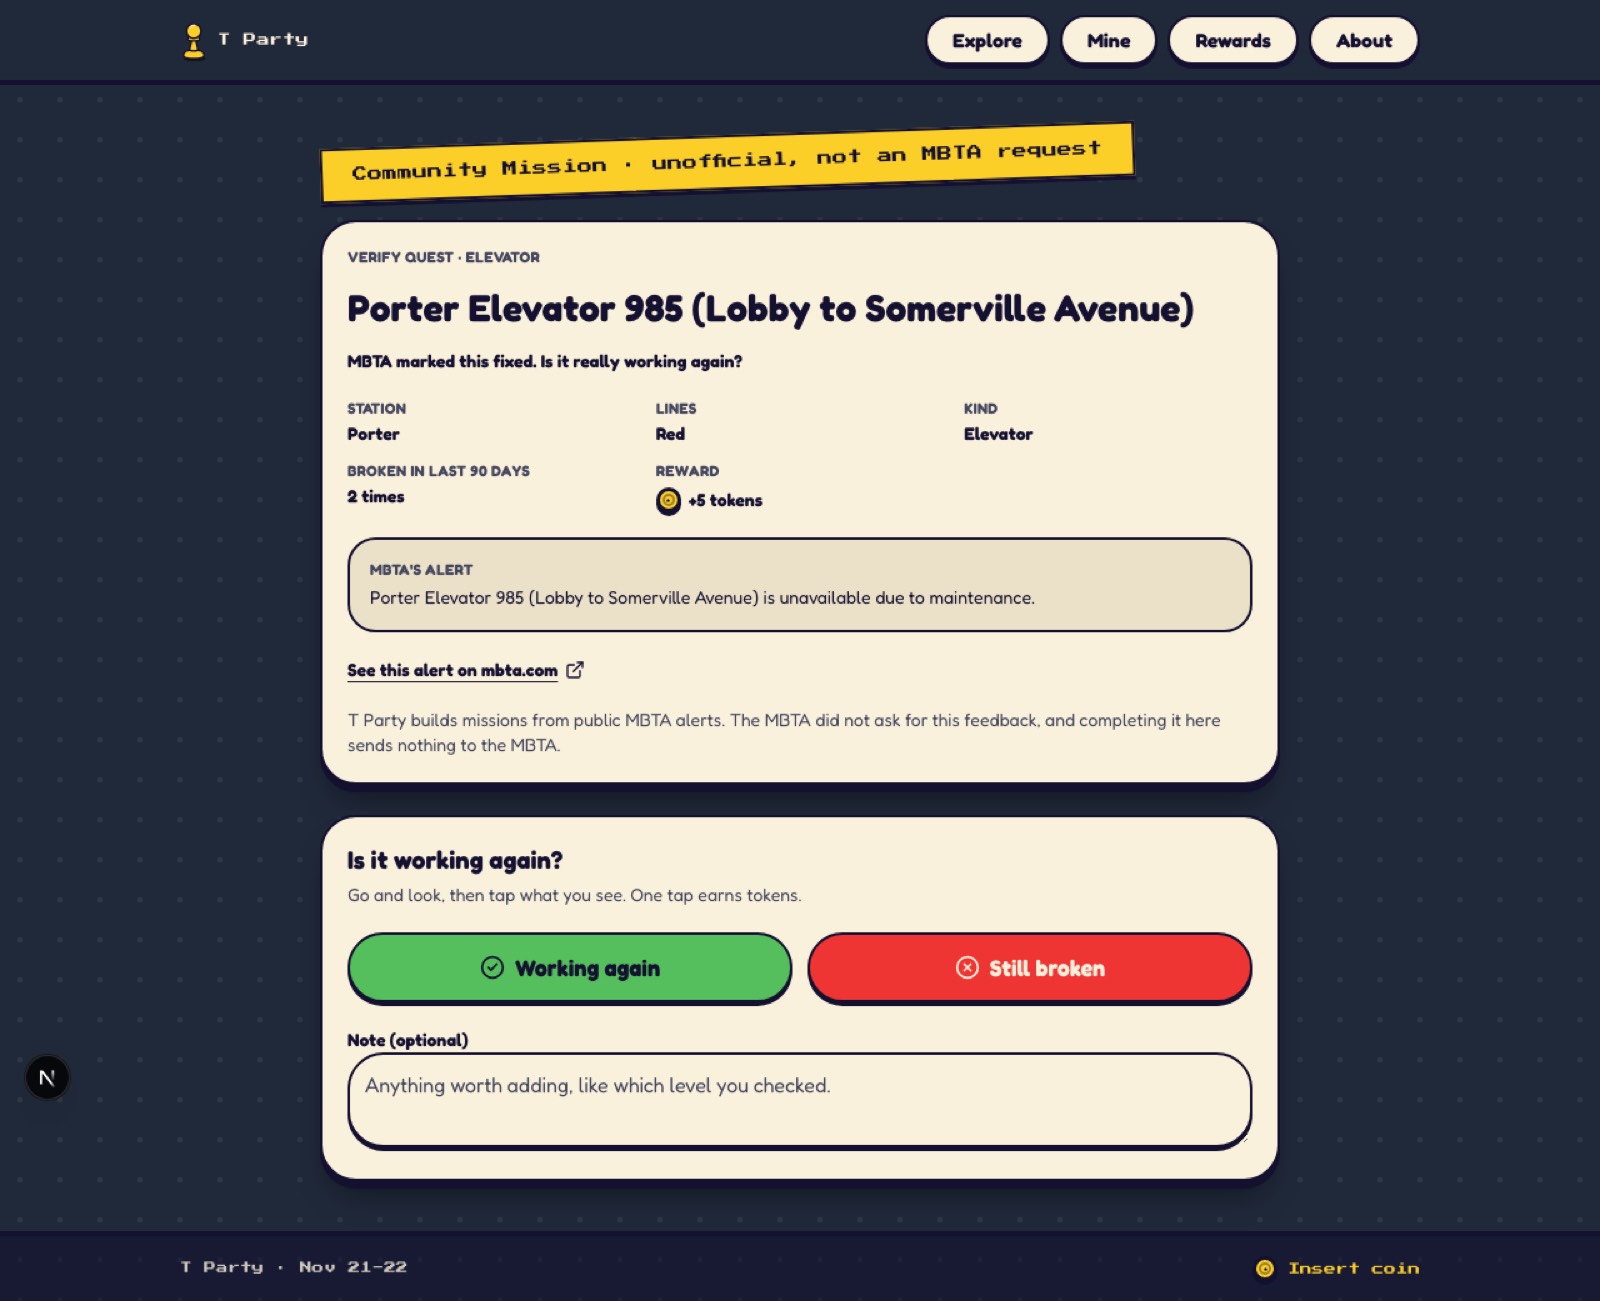 T Party
Explore
Mine
Rewards
About
Community Mission · unofficial, not an MBTA request
VERIFY QUEST · ELEVATOR
Porter Elevator 985 (Lobby to Somerville Avenue)
MBTA marked this fixed. Is it really working again?
STATION
Porter
LINES
Red
KIND
Elevator
BROKEN IN LAST 90 DAYS
2 times
REWARD
+5 tokens
MBTA'S ALERT
Porter Elevator 985 (Lobby to Somerville Avenue) is unavailable due to maintenance.
See this alert on mbta.com
T Party builds missions from public MBTA alerts. The MBTA did not ask for this feedback, and completing it here
sends nothing to the MBTA.
Is it working again?
Go and look, then tap what you see. One tap earns tokens.
Working again
Still broken
Note (optional)
Anything worth adding, like which level you checked.
N
T Party · Nov 21-22
Insert coin